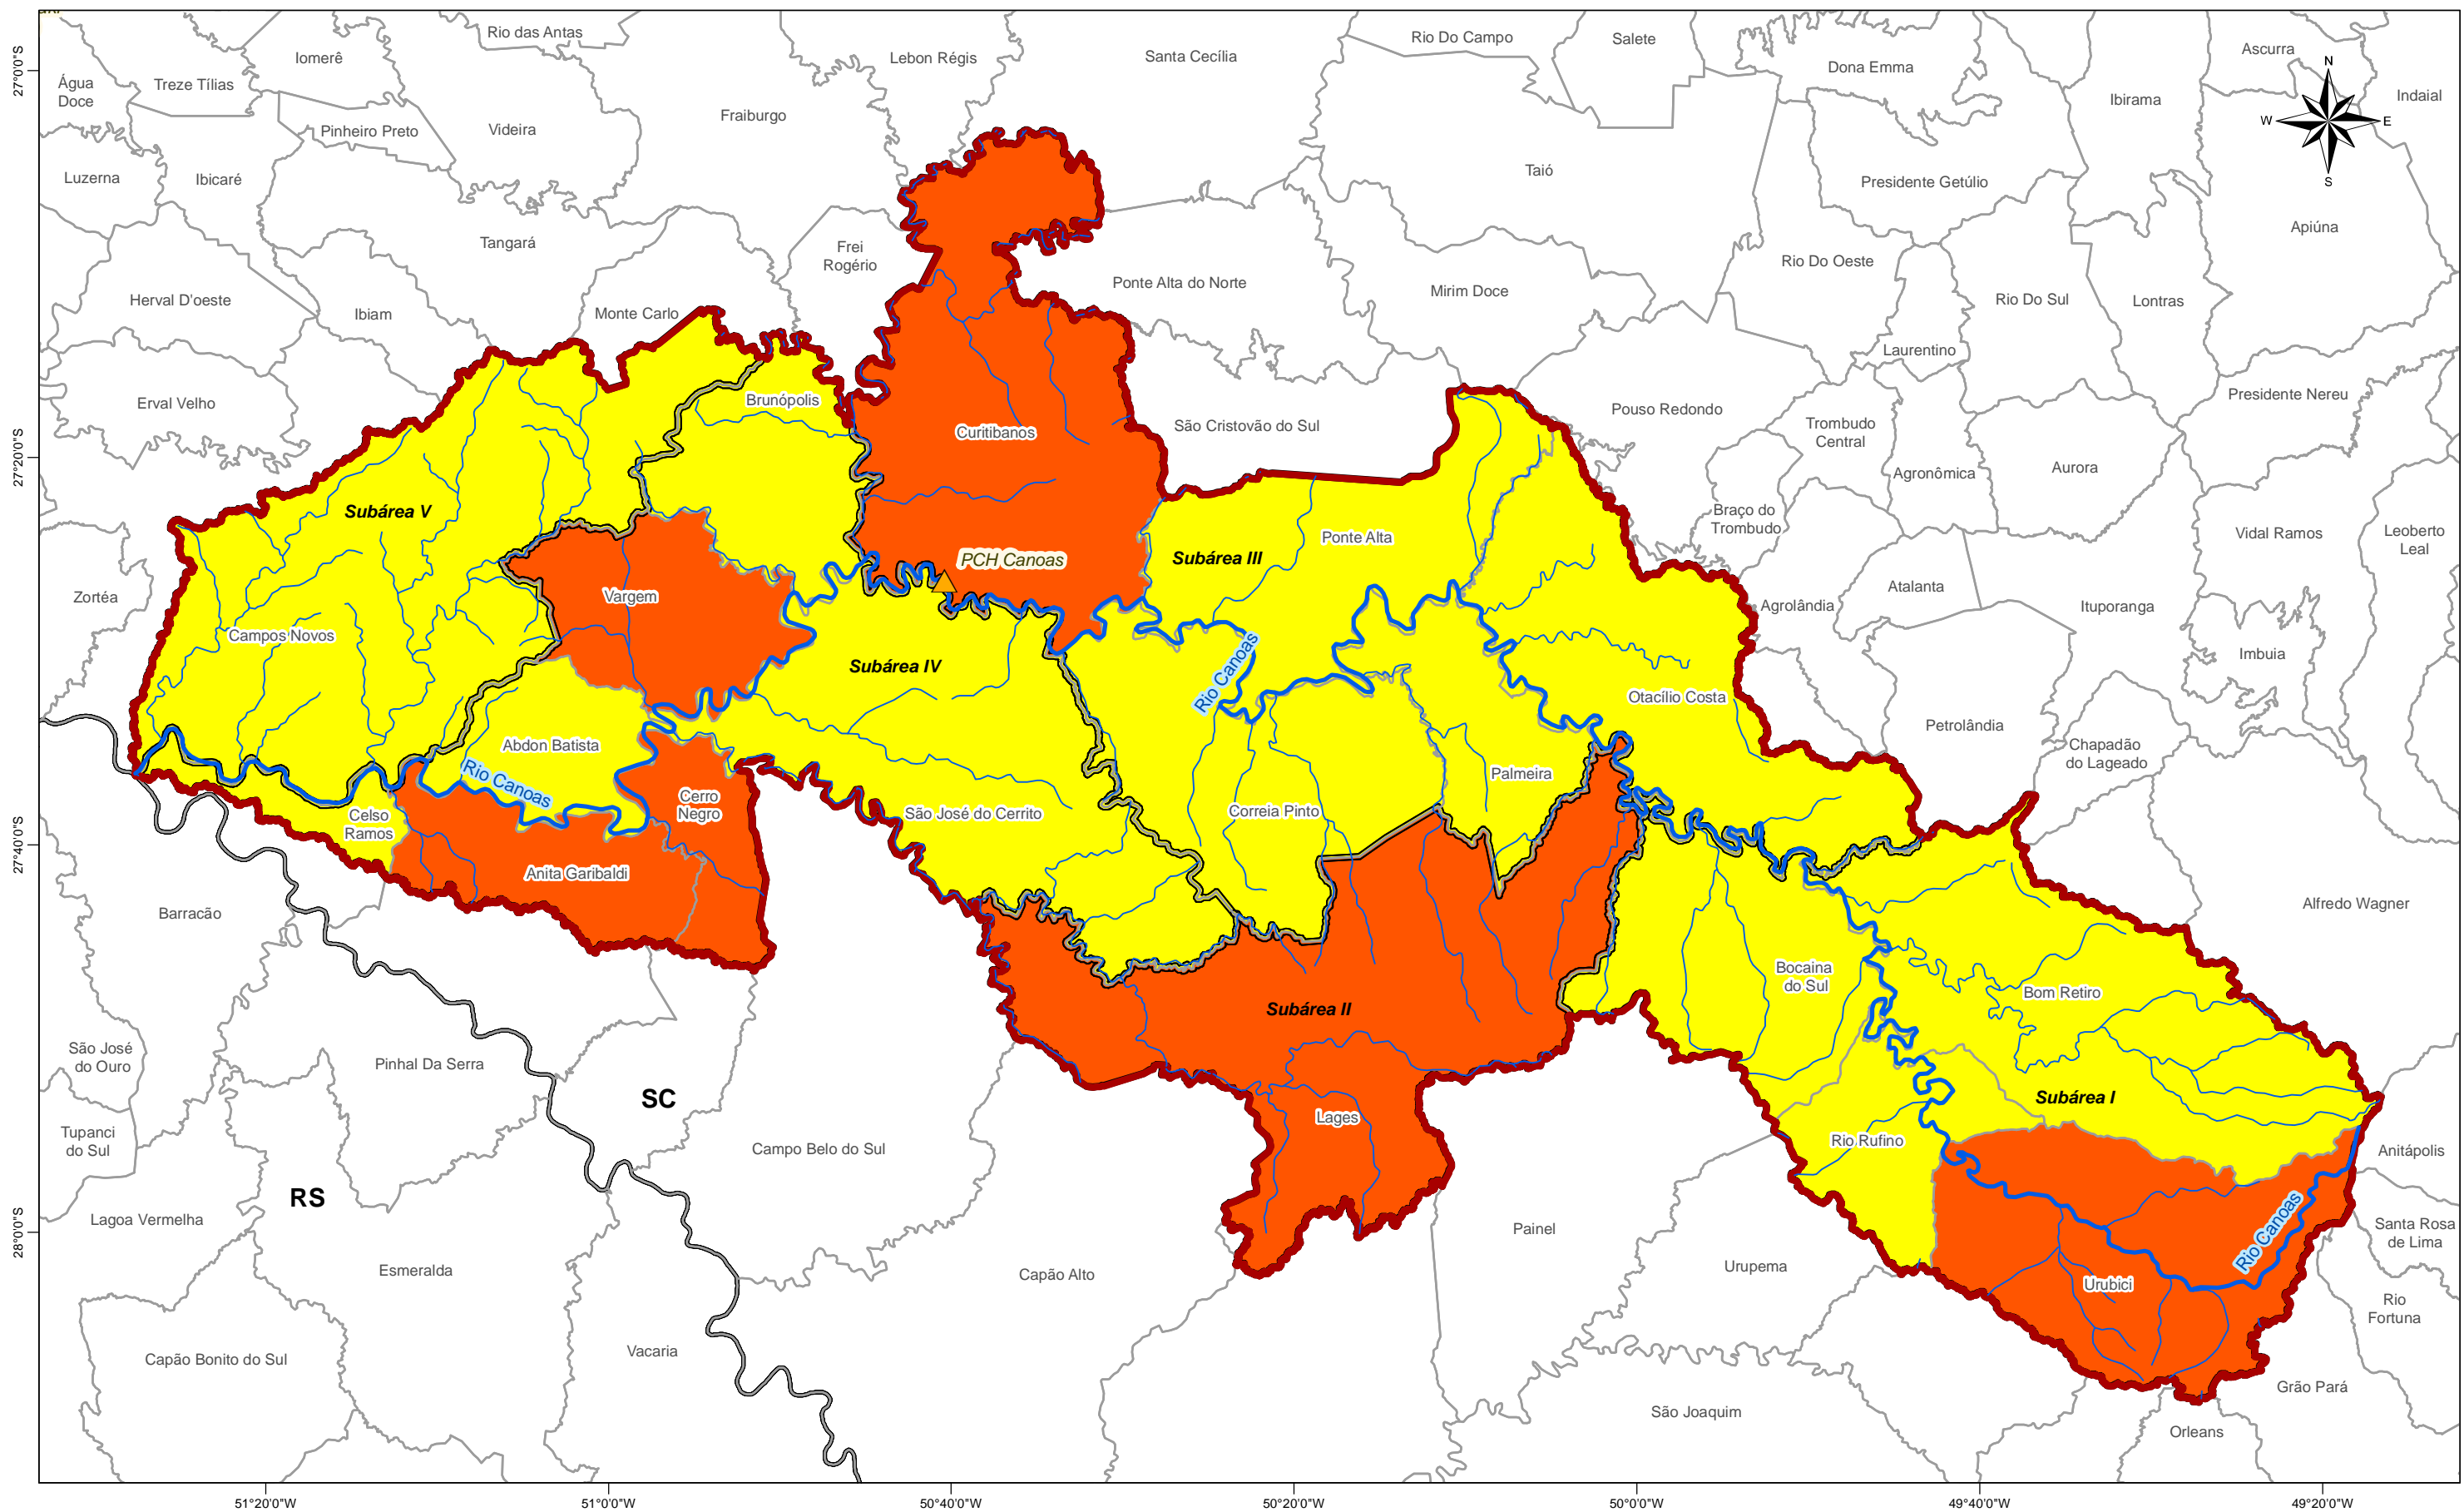 Rio das Antas
Iomerê
Lebon Régis
Santa Cecília
Rio Do Campo
Salete
Dona Emma
Ascurra
N
W
E
S
Indaial
27°0'0"S
Água
Doce
Treze Tílias
Pinheiro Preto
Videira
Fraiburgo
Ibirama
Luzerna
Ibicaré
Taió
Presidente Getúlio
Apiúna
Tangará
Frei
Rogério
Ponte Alta do Norte
Mirim Doce
Rio Do Oeste
Rio Do Sul
Lontras
Herval D'oeste
Ibiam
Monte Carlo
Laurentino
Erval Velho
Brunópolis
Curitibanos
São Cristovão do Sul
Pouso Redondo
Trombudo
Central
Presidente Nereu
27°20'0"S
Agronômica
Aurora
Subárea V
PCH Canoas
Subárea III
Ponte Alta
Braço do
Trombudo
Vidal Ramos
Leoberto
Leal
Zortéa
Vargem
Agrolândia
Atalanta
Ituporanga
Campos Novos
Subárea IV
Rio Canoas
Imbuia
Otacílio Costa
Petrolândia
Abdon Batista
Rio Canoas
Palmeira
Chapadão
do Lageado
Celso
Ramos
Cerro
Negro
São José do Cerrito
Correia Pinto
27°40'0"S
Anita Garibaldi
Barracão
Alfredo Wagner
Bocaina
do Sul
Bom Retiro
Subárea II
São José
do Ouro
Pinhal Da Serra
SC
Subárea I
Tupanci
do Sul
Lages
Campo Belo do Sul
Rio Rufino
Anitápolis
RS
Lagoa Vermelha
Painel
Rio Canoas
Santa Rosa
de Lima
28°0'0"S
Esmeralda
Capão Alto
Urupema
Urubici
Rio
Fortuna
Capão Bonito do Sul
Vacaria
Grão Pará
São Joaquim
Orleans
51°20'0"W
51°0'0"W
50°40'0"W
50°20'0"W
50°0'0"W
49°40'0"W
49°20'0"W